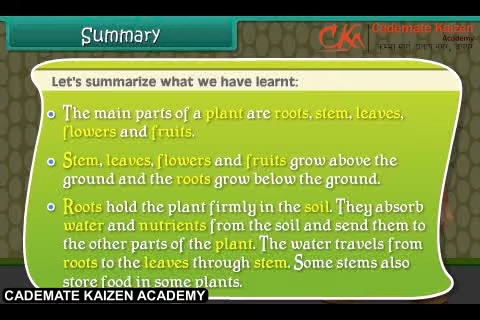 Summary
CKA
Cademate Kaizen
Academy
Let's summarize what we have learnt:
The main parts of a plant are roots, stem, leaves,
flowers and fruits.
Stem, leaves, flowers and fruits grow above the
ground and the roots grow below the ground.
Roots hold the plant firmly in the soil. They absorb
water and nutrients from the soil and send them to
the other parts of the plant. The water travels from
roots to the leaves through stem. Some stems also
store food in some plants.
CADEMATE KAIZEN ACADEMY